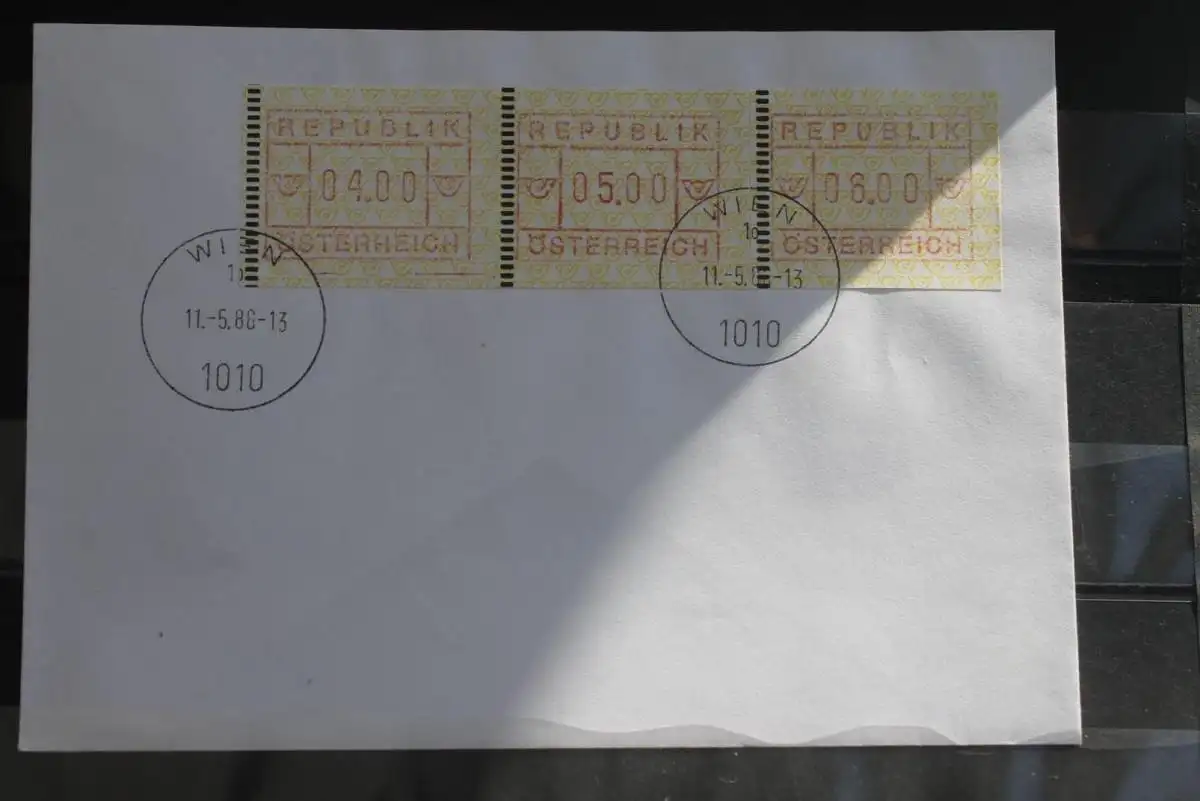 REPUBLIK
04.00
ÖSTERREICH
REPUBLIK
05.00
ÖSTERREICH
REPUBLIK
06.00
ÖSTERREICH
WIEN
11.-5.88-13
1010
WIEN
1010